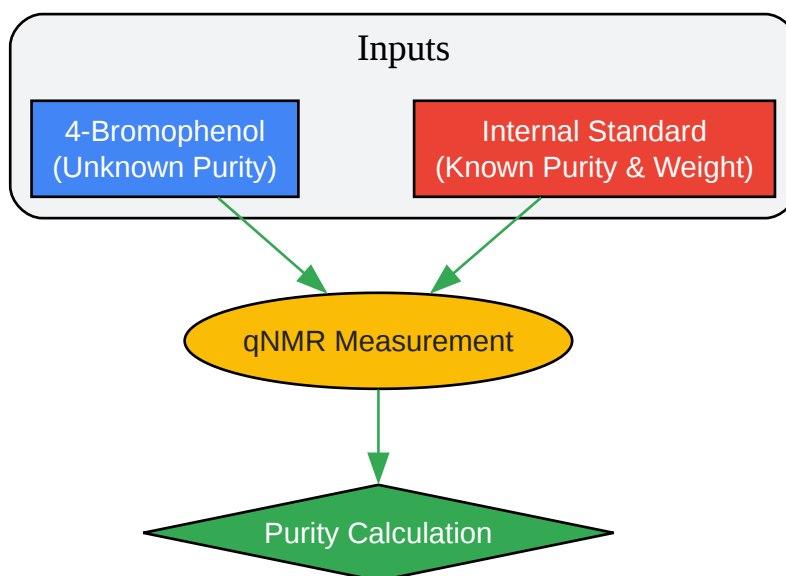 Inputs
4-Bromophenol
(Unknown Purity)
Internal Standard
(Known Purity & Weight)
qNMR Measurement
Purity Calculation